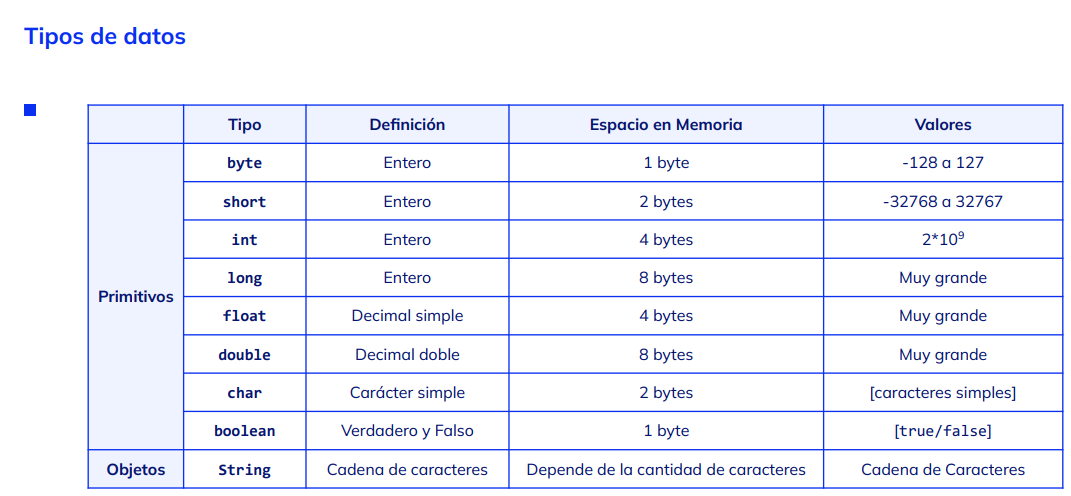 Tipos de datos
Tipo Definición Espacio en Memoria Valores
Primitivos
byte Entero 1 byte -128 a 127
short Entero 2 bytes -32768 a 32767
int Entero 4 bytes 2*10⁹
long Entero 8 bytes Muy grande
float Decimal simple 4 bytes Muy grande
double Decimal doble 8 bytes Muy grande
char Carácter simple 2 bytes [caracteres simples]
boolean Verdadero y Falso 1 byte [true/false]
Objetos String Cadena de caracteres Depende de la cantidad de caracteres Cadena de Caracteres